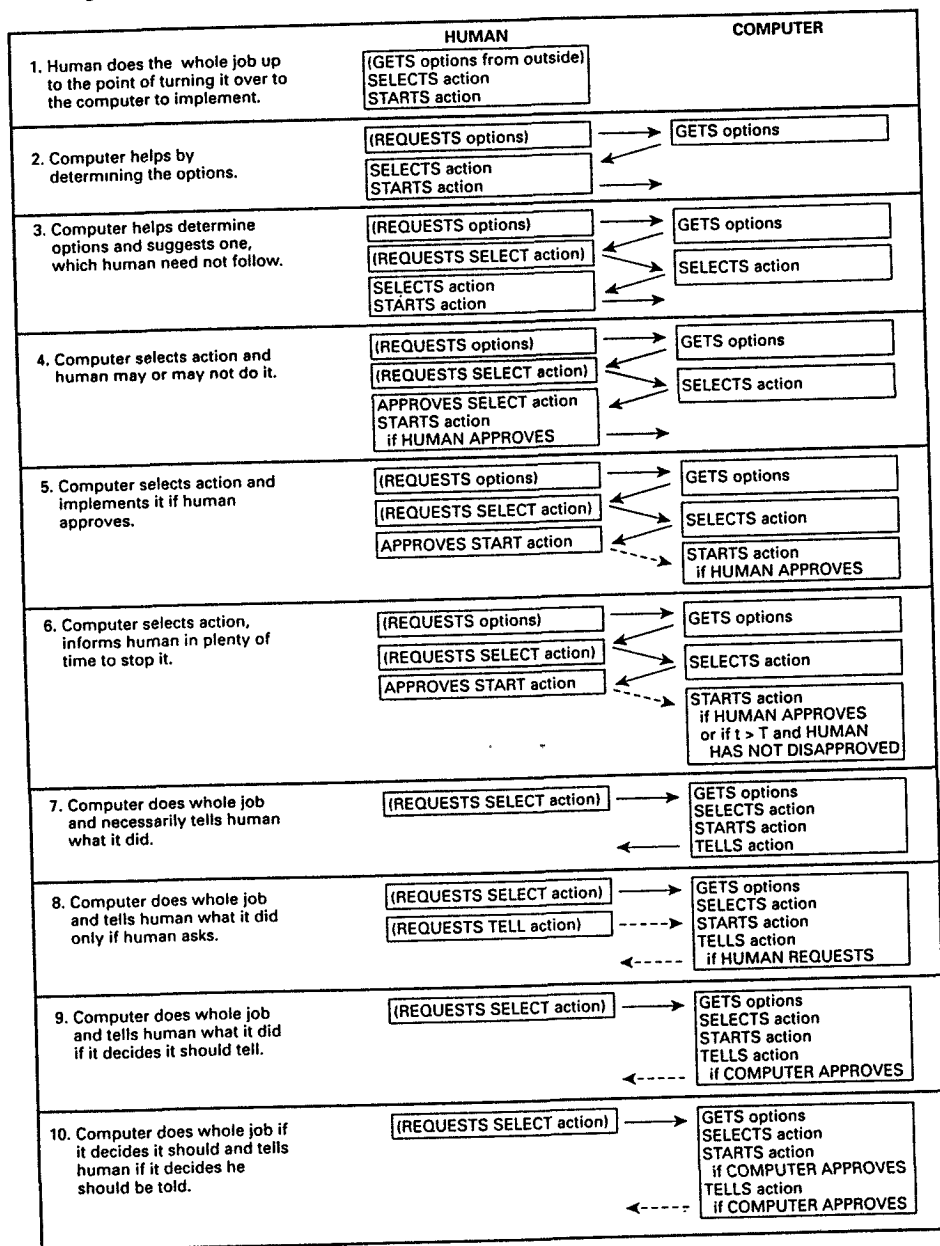 HUMAN
COMPUTER
1. Human does the whole job up
to the point of turning it over to
the computer to implement.
(GETS options from outside)
SELECTS action
STARTS action
2. Computer helps by
determining the options.
(REQUESTS options)
GETS options
SELECTS action
STARTS action
3. Computer helps determine
options and suggests one,
which human need not follow.
(REQUESTS options)
GETS options
(REQUESTS SELECT action)
SELECTS action
SELECTS action
STARTS action
4. Computer selects action and
human may or may not do it.
(REQUESTS options)
GETS options
(REQUESTS SELECT action)
SELECTS action
APPROVES SELECT action
STARTS action
if HUMAN APPROVES
5. Computer selects action and
implements it if human
approves.
(REQUESTS options)
GETS options
(REQUESTS SELECT action)
SELECTS action
APPROVES START action
STARTS action
if HUMAN APPROVES
6. Computer selects action,
informs human in plenty of
time to stop it.
(REQUESTS options)
GETS options
(REQUESTS SELECT action)
SELECTS action
APPROVES START action
STARTS action
if HUMAN APPROVES
or if t > T and HUMAN
HAS NOT DISAPPROVED
7. Computer does whole job
and necessarily tells human
what it did.
(REQUESTS SELECT action)
GETS options
SELECTS action
STARTS action
TELLS action
8. Computer does whole job
and tells human what it did
only if human asks.
(REQUESTS SELECT action)
(REQUESTS TELL action)
GETS options
SELECTS action
STARTS action
TELLS action
if HUMAN REQUESTS
9. Computer does whole job
and tells human what it did
if it decides it should tell.
(REQUESTS SELECT action)
GETS options
SELECTS action
STARTS action
TELLS action
if COMPUTER APPROVES
10. Computer does whole job if
it decides it should and tells
human if it decides he
should be told.
(REQUESTS SELECT action)
GETS options
SELECTS action
STARTS action
if COMPUTER APPROVES
TELLS action
if COMPUTER APPROVES